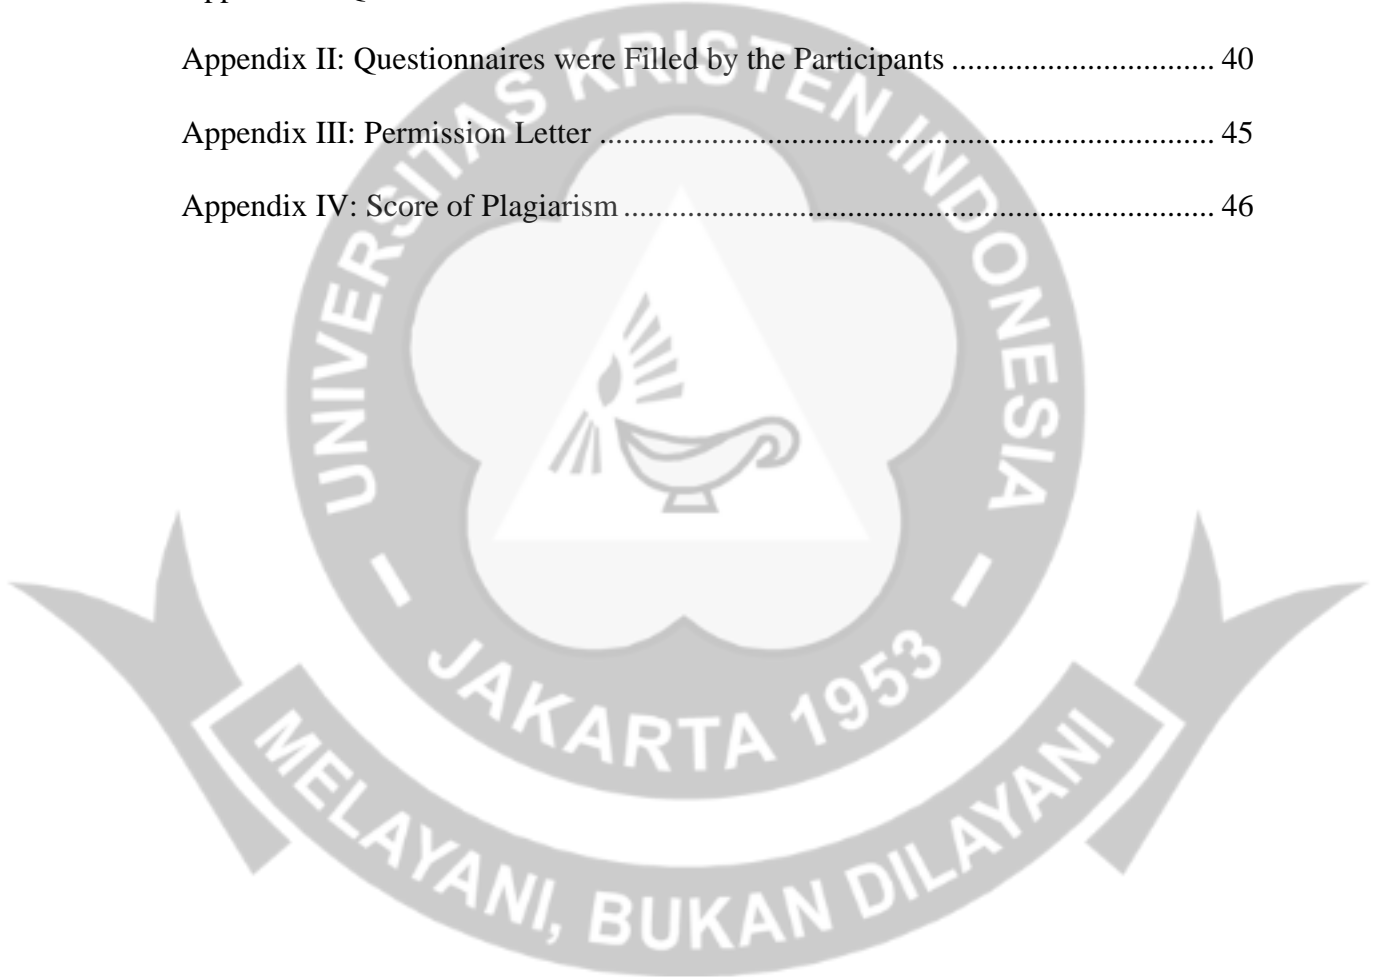 Appendix II: Questionnaires were Filled by the Participants ................................. 40
Appendix III: Permission Letter ............................................................................. 45
Appendix IV: Score of Plagiarism .......................................................................... 46
UNIVERSITAS KRISTEN INDONESIA
JAKARTA 1953
MELAYANI, BUKAN DILAYANI